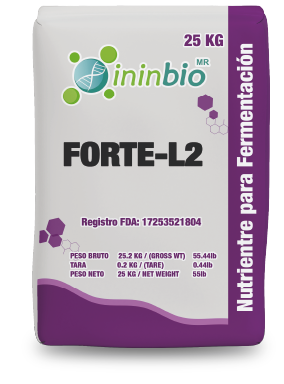 25 KG
ininbio MR
FORTE-L2
Registro FDA: 17253521804
PESO BRUTO 25.2 KG / (GROSS WT) 55.44lb
TARA 0.2 KG / (TARE) 0.44lb
PESO NETO 25 KG / NET WEIGHT 55lb
Nutrientre para Fermentación